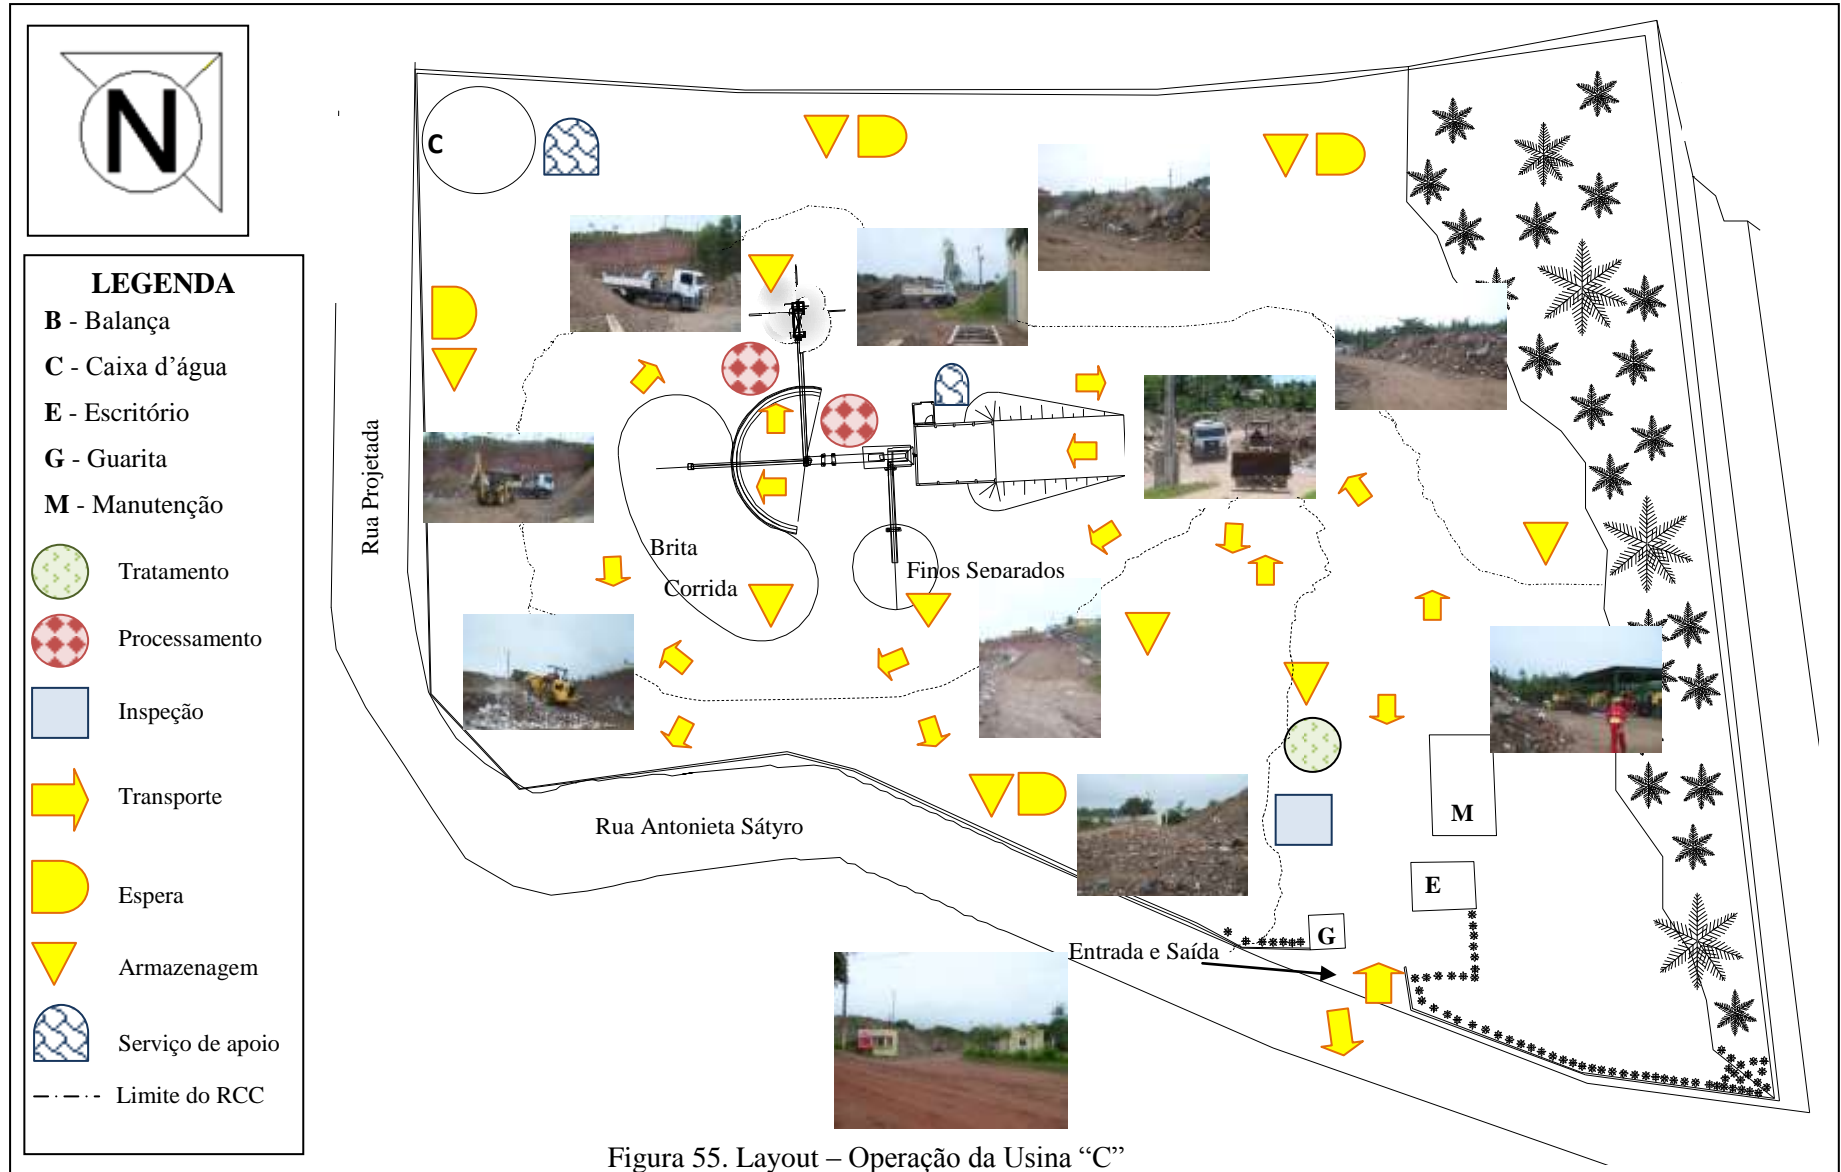 N
LEGENDA
B - Balança
C - Caixa d’água
E - Escritório
G - Guarita
M - Manutenção
Tratamento
Processamento
Inspeção
Transporte
Espera
Armazenagem
Serviço de apoio
Limite do RCC
C
Rua Projetada
Brita
Corrida
Finos Separados
Rua Antonieta Sátyro
M
E
G
Entrada e Saída
Figura 55. Layout – Operação da Usina “C”